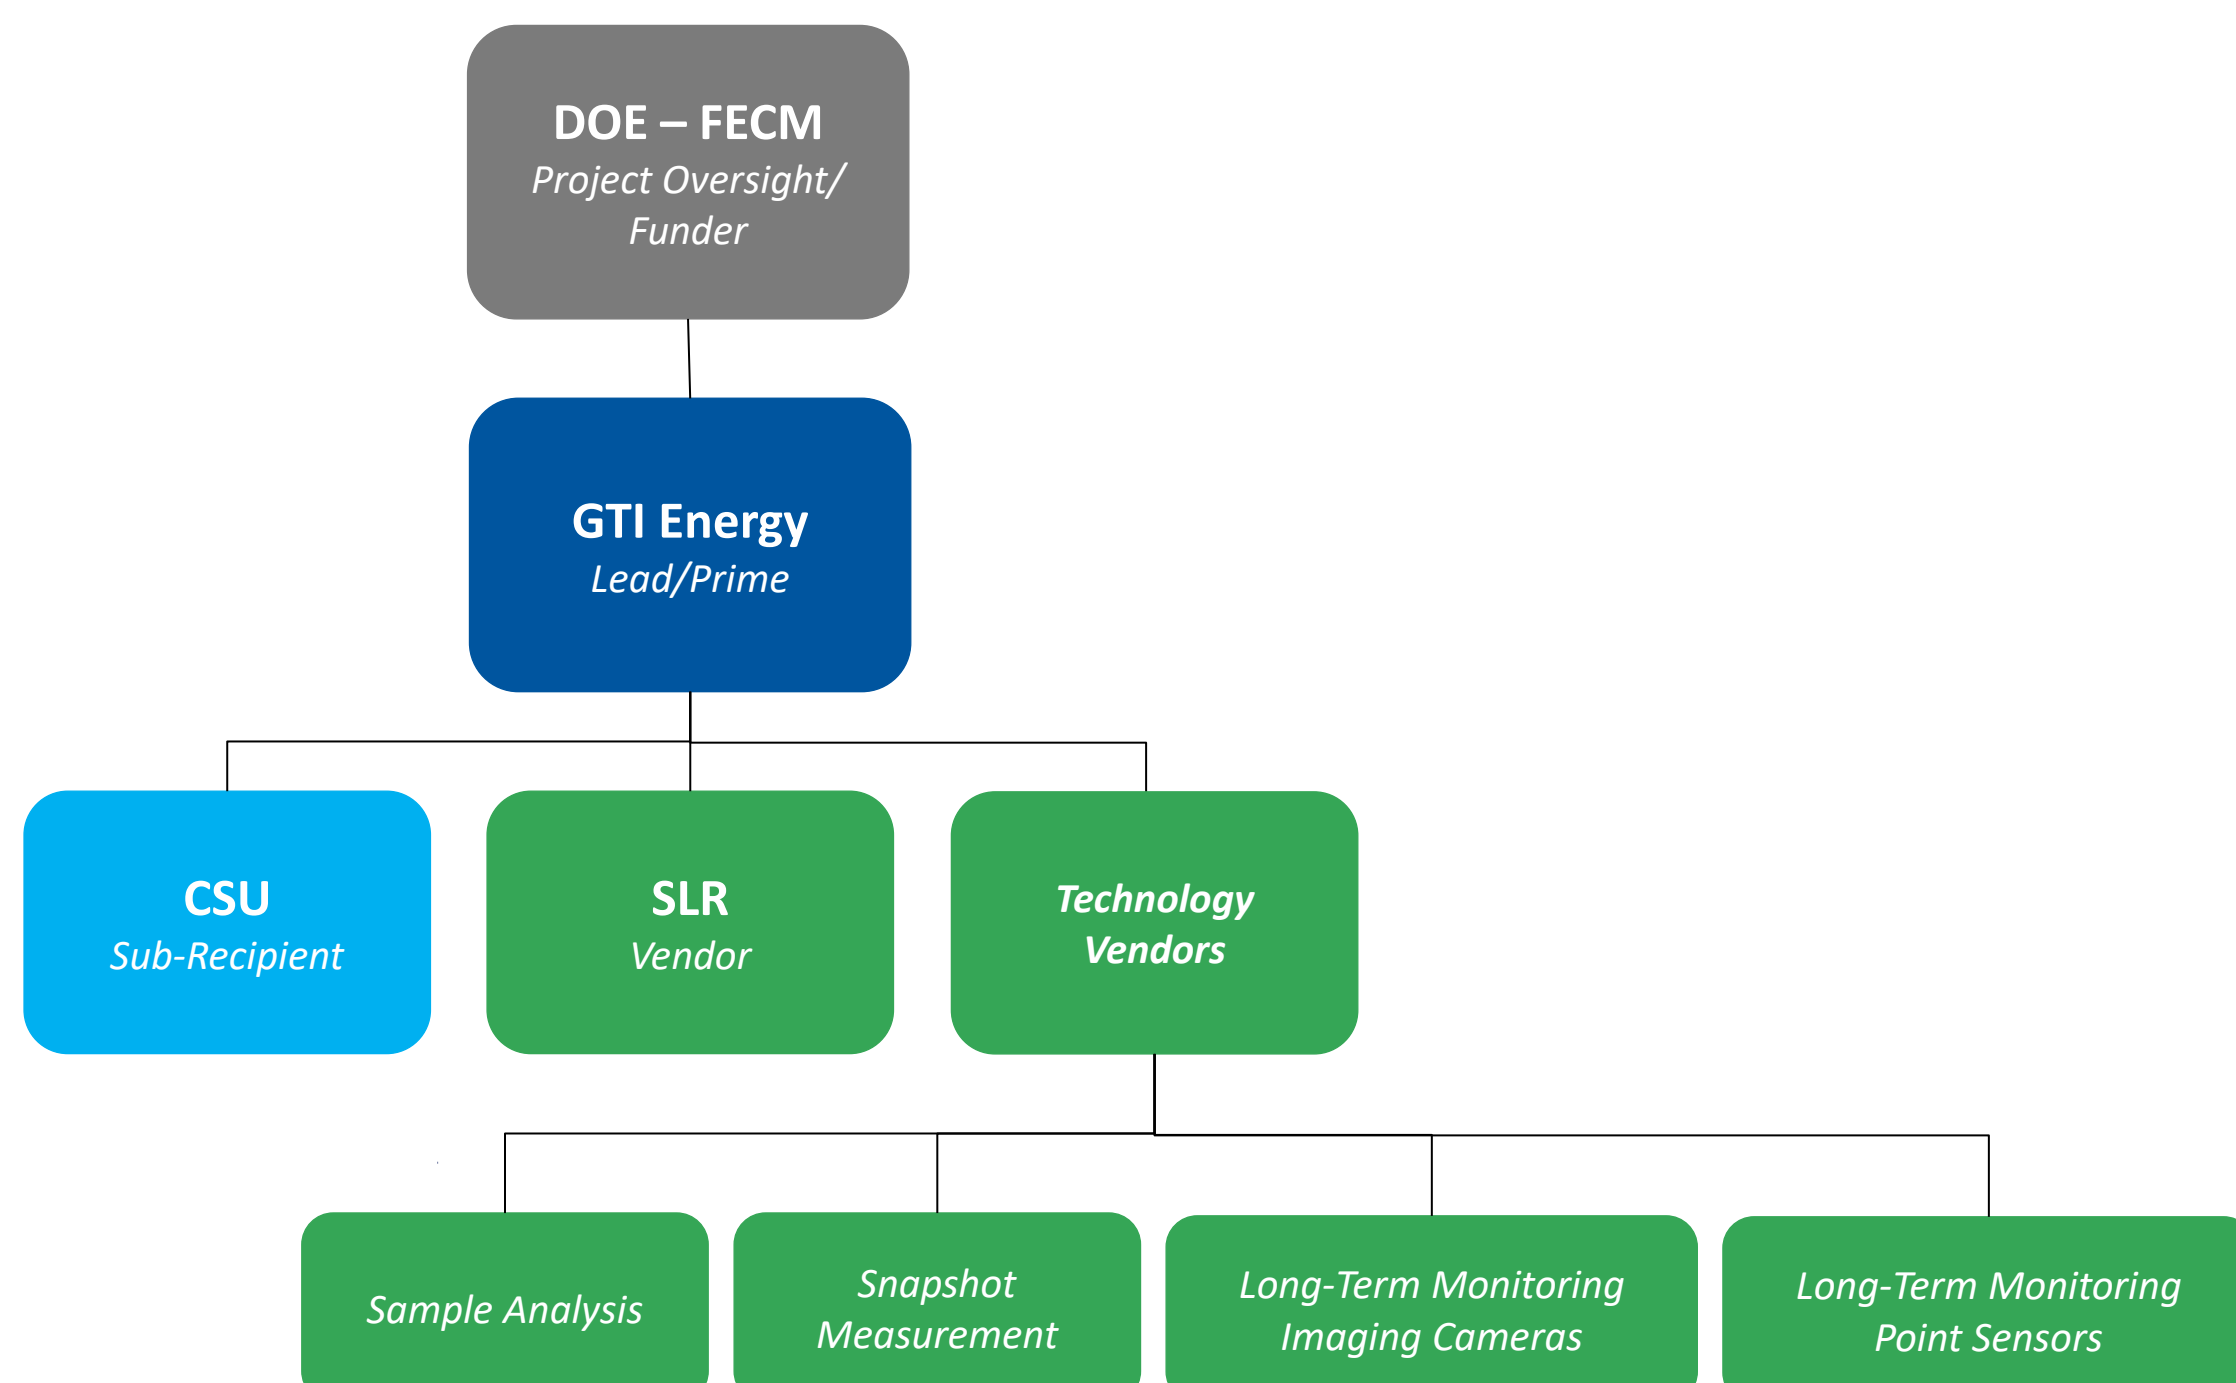 DOE – FECM
Project Oversight/
Funder
GTI Energy
Lead/Prime
CSU
Sub-Recipient
SLR
Vendor
Technology
Vendors
Sample Analysis
Snapshot
Measurement
Long-Term Monitoring
Imaging Cameras
Long-Term Monitoring
Point Sensors